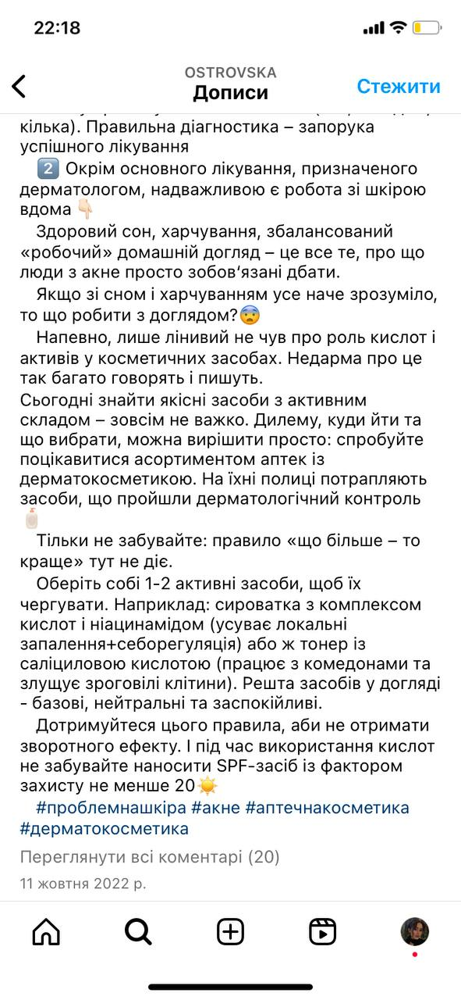 22:18
OSTROVSKA
Дописи
Стежити
кілька). Правильна діагностика – запорука
успішного лікування
2️⃣ Окрім основного лікування, призначеного
дерматологом, надважливою є робота зі шкірою
вдома 👇🏻
Здоровий сон, харчування, збалансований
«робочий» домашній догляд – це все те, про що
люди з акне просто зобов‘язані дбати.
Якщо зі сном і харчуванням усе наче зрозуміло,
то що робити з доглядом?😨
Напевно, лише лінивий не чув про роль кислот і
активів у косметичних засобах. Недарма про це
так багато говорять і пишуть.
Сьогодні знайти якісні засоби з активним
складом – зовсім не важко. Дилему, куди йти та
що вибрати, можна вирішити просто: спробуйте
поцікавитися асортиментом аптек із
дерматокосметикою. На їхні полиці потрапляють
засоби, що пройшли дерматологічний контроль
🧴
Тільки не забувайте: правило «що більше – то
краще» тут не діє.
Оберіть собі 1-2 активні засоби, щоб їх
чергувати. Наприклад: сироватка з комплексом
кислот і ніацинамідом (усуває локальні
запалення+себорегуляція) або ж тонер із
саліциловою кислотою (працює з комедонами та
злущує зроговілі клітини). Решта засобів у догляді
- базові, нейтральні та заспокійливі.
Дотримуйтеся цього правила, аби не отримати
зворотного ефекту. І під час використання кислот
не забувайте наносити SPF-засіб із фактором
захисту не менше 20☀️
#проблемнашкіра #акне #аптечнакосметика
#дерматокосметика
Переглянути всі коментарі (20)
11 жовтня 2022 р.